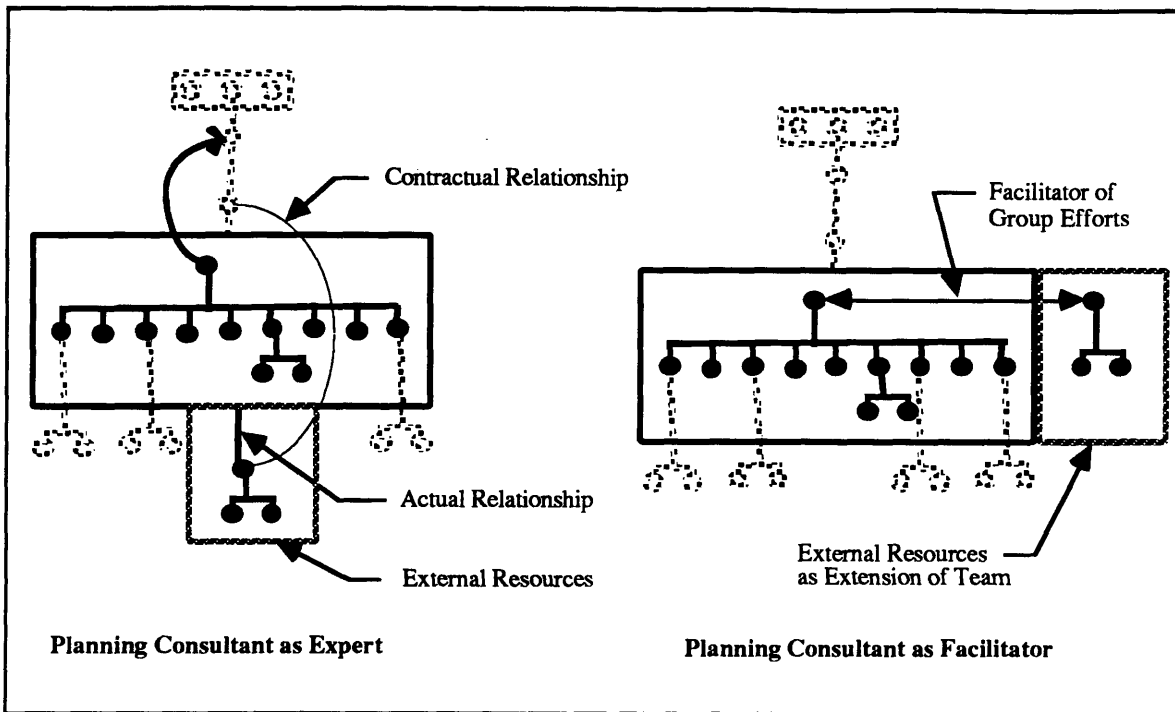 Contractual Relationship
Actual Relationship
External Resources
Planning Consultant as Expert
Facilitator of
Group Efforts
External Resources
as Extension of Team
Planning Consultant as Facilitator